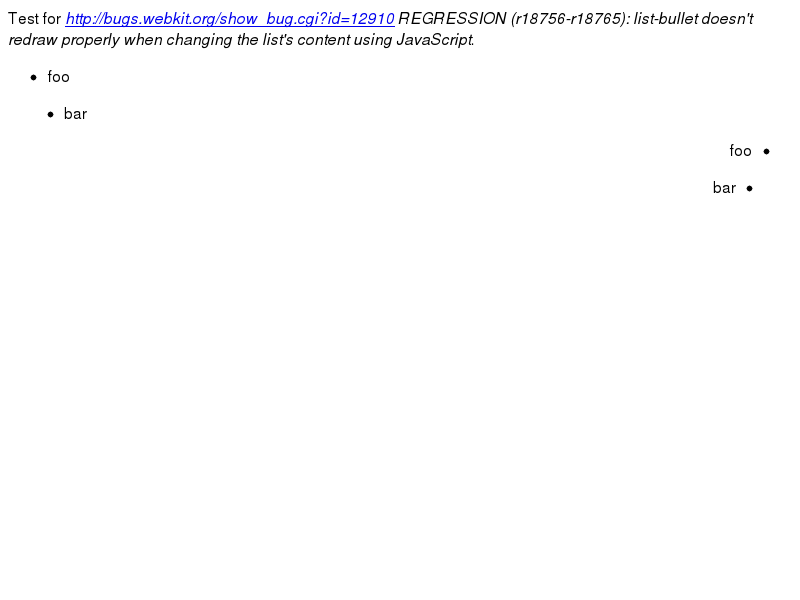 Test for http://bugs.webkit.org/show_bug.cgi?id=12910 REGRESSION (r18756-r18765): list-bullet doesn't
redraw properly when changing the list's content using JavaScript.
• foo
• bar
foo •
bar •